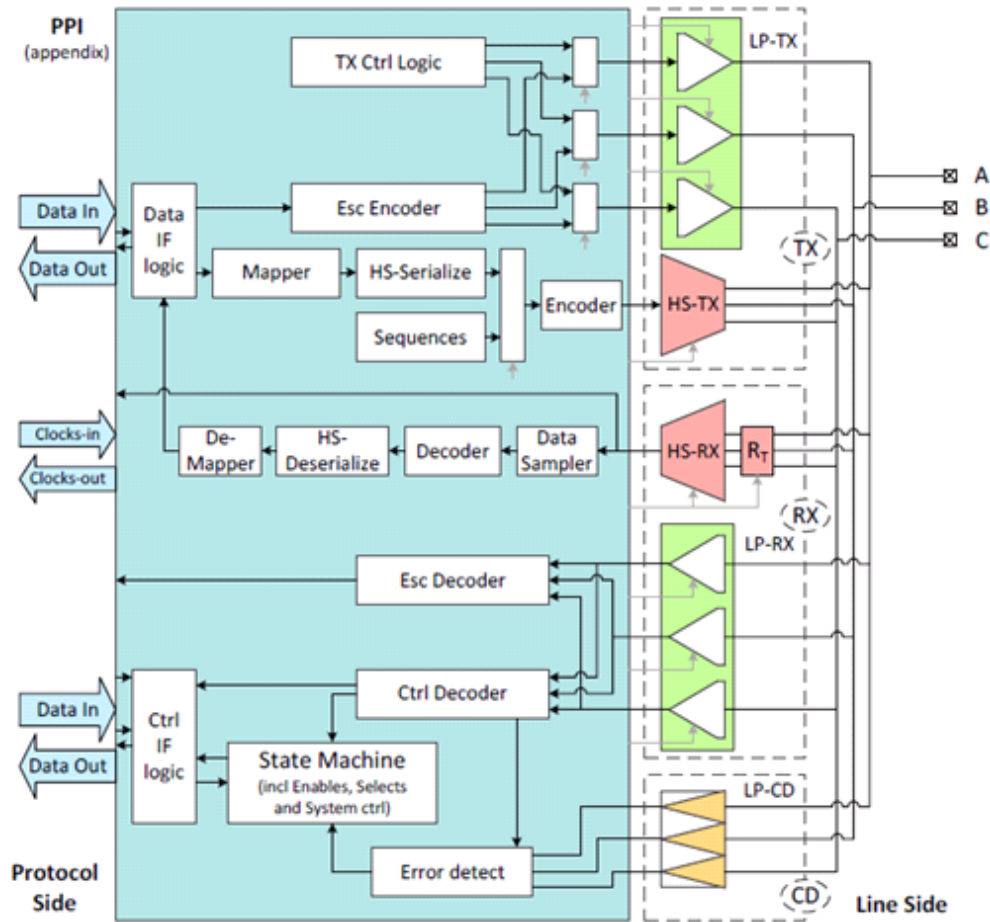 PPI
(appendix)
TX Ctrl Logic
LP-TX
Data In
Data Out
Data
IF
logic
Esc Encoder
A
B
C
TX
Mapper
HS-Serialize
Sequences
Encoder
HS-TX
Clocks-in
Clocks-out
De-
Mapper
HS-
Deserialize
Decoder
Data
Sampler
HS-RX
RT
RX
LP-RX
Esc Decoder
Data In
Data Out
Ctrl
IF
logic
Ctrl Decoder
State Machine
(incl Enables, Selects
and System ctrl)
Error detect
LP-CD
CD
Protocol
Side
Line Side